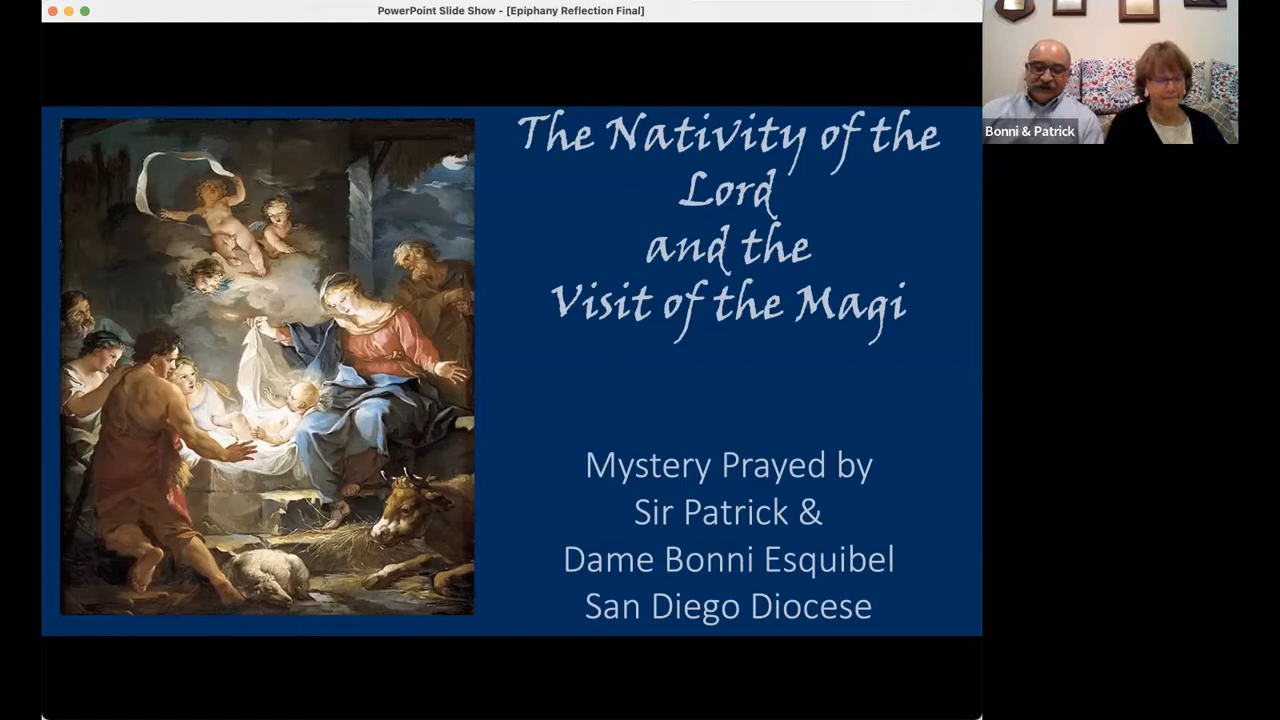 PowerPoint Slide Show - [Epiphany Reflection Final]
The Nativity of the
Lord
and the
Visit of the Magi
Mystery Prayed by
Sir Patrick &
Dame Bonni Esquibel
San Diego Diocese
Bonni & Patrick